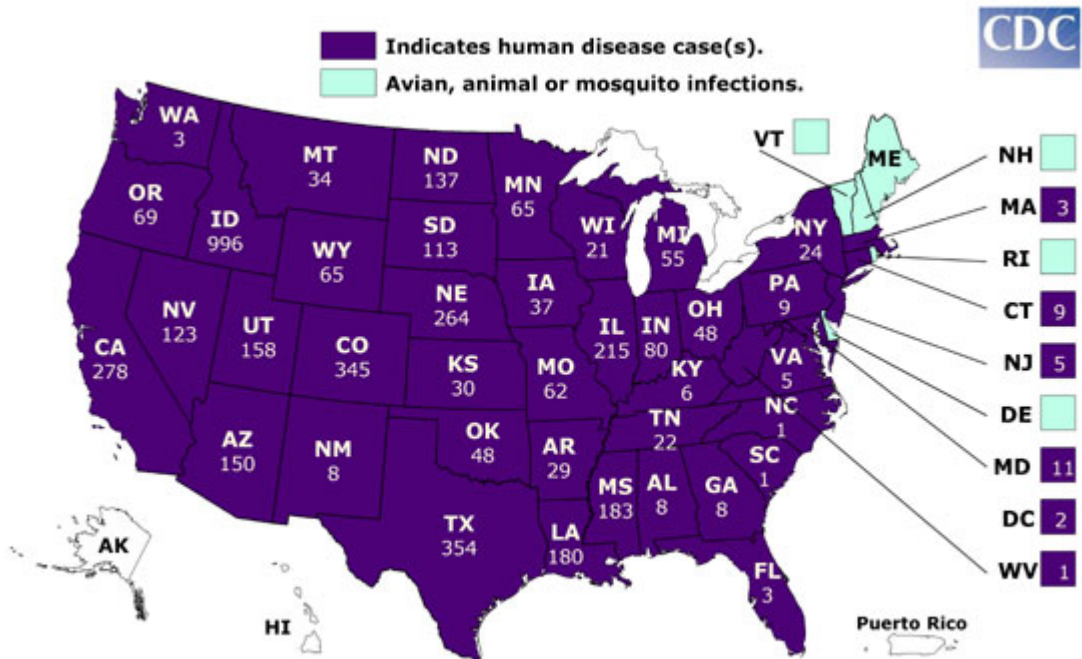 Indicates human disease case(s).
Avian, animal or mosquito infections.
CDC
WA
3
MT
34
ND
137
MN
65
VT
ME
NH
OR
69
ID
996
SD
113
WI
21
MI
55
NY
24
MA 3
WY
65
RI
IA
37
PA
9
NE
264
CT 9
NV
123
UT
158
CO
345
IL
215
IN
80
OH
48
NJ 5
CA
278
KS
30
MO
62
KY
6
VA
5
DE
AZ
150
NM
8
OK
48
AR
29
TN
22
NC
1
SC
1
MD 11
MS
183
AL
8
GA
8
DC 2
TX
354
LA
180
AK
FL
3
WV 1
HI
Puerto Rico